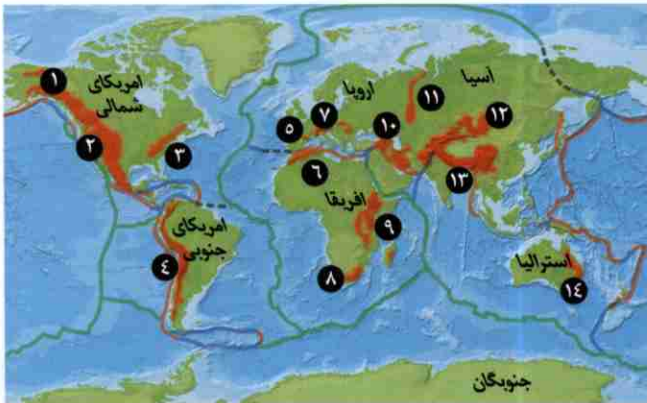 ۱
امریکای
شمالی
۲
۳
امریکای
جنوبی
۴
اروپا
آسیا
۵
۷
۱۰
۱۱
۱۲
۶
افریقا
۱۳
۹
۸
استرالیا
۱۴
جنوبگان